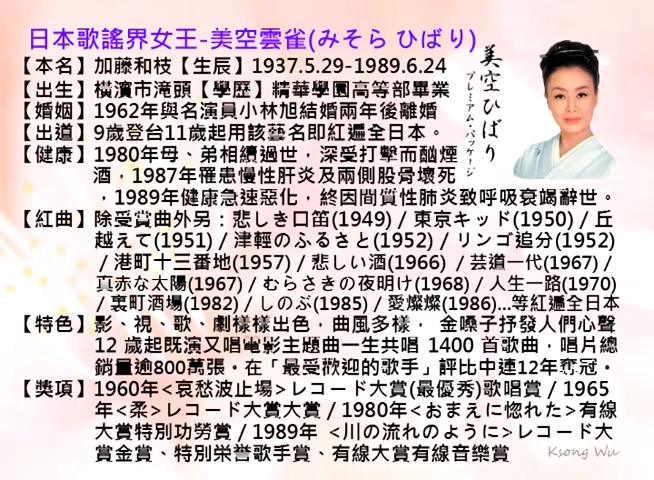 日本歌謠界女王-美空雲雀(みそら ひばり)
【本名】加藤和枝【生辰】1937.5.29-1989.6.24
【出生】橫濱市滝頭【學歷】精華學園高等部畢業
【婚姻】1962年與名演員小林旭結婚兩年後離婚
【出道】9歲登台11歲起用該藝名即紅遍全日本。
【健康】1980年母、弟相續過世，深受打擊而酗煙
酒，1987年罹患慢性肝炎及兩側股骨壞死
，1989年健康急速惡化，終因間質性肺炎致呼吸衰竭辭世。
美空ひばり
プレミアム・パッケージ
【紅曲】除受賞曲外另：悲しき口笛(1949) / 東京キッド(1950) / 丘
越えて(1951) / 津輕のふるさと(1952) / リンゴ追分(1952)
/ 港町十三番地(1957) / 悲しい酒(1966) / 芸道一代(1967) /
真赤な太陽(1967) / むらさきの夜明け(1968) / 人生一路(1970)
/ 裏町酒場(1982) / しのぶ(1985) / 愛燦燦(1986)...等紅遍全日本
【特色】影、視、歌、劇樣樣出色，曲風多樣， 金嗓子抒發人們心聲
12 歲起既演又唱電影主題曲一生共唱 1400 首歌曲，唱片總
銷量逾800萬張。在「最受歡迎的歌手」評比中連12年奪冠。
【獎項】1960年<哀愁波止場>レコード大賞(最優秀)歌唱賞 / 1965
年<柔>レコード大賞大賞 / 1980年<おまえに惚れた>有線
大賞特別功勞賞 / 1989年 <川の流れのように>レコード大
賞金賞、特別栄誉歌手賞、有線大賞有線音樂賞
Ksong Wu